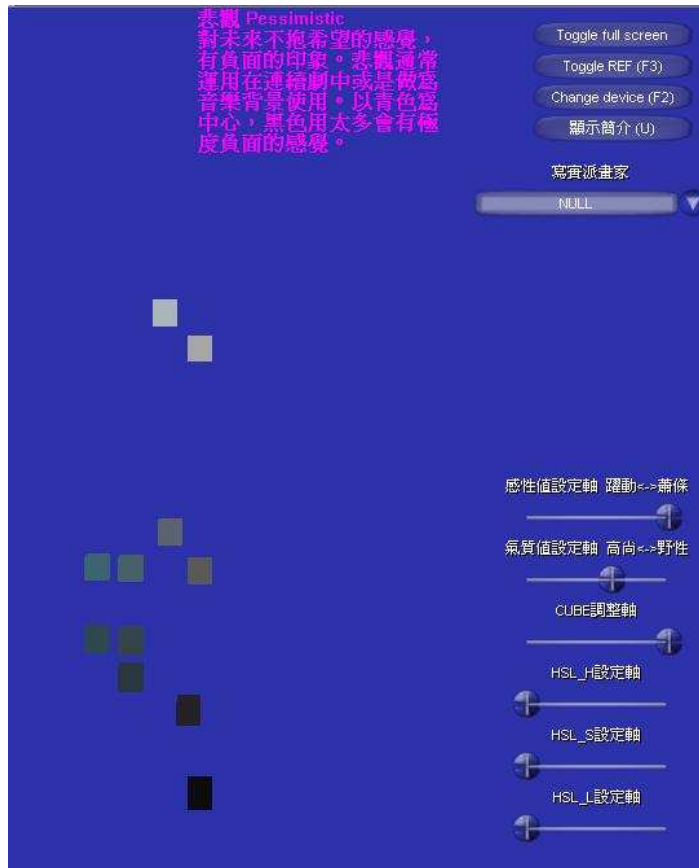 悲觀 Pessimistic
對未來不抱希望的感覺，
有負面的印象。悲觀通常
運用在連續劇中或是做為
音樂背景使用。以青色為
中心，黑色用太多會有極
度負面的感覺。
Toggle full screen
Toggle REF (F3)
Change device (F2)
顯示簡介 (U)
寫實派畫家
NULL
感性值設定軸 躍動<->蕭條
氣質值設定軸 高尚<->野性
CUBE調整軸
HSL_H設定軸
HSL_S設定軸
HSL_L設定軸